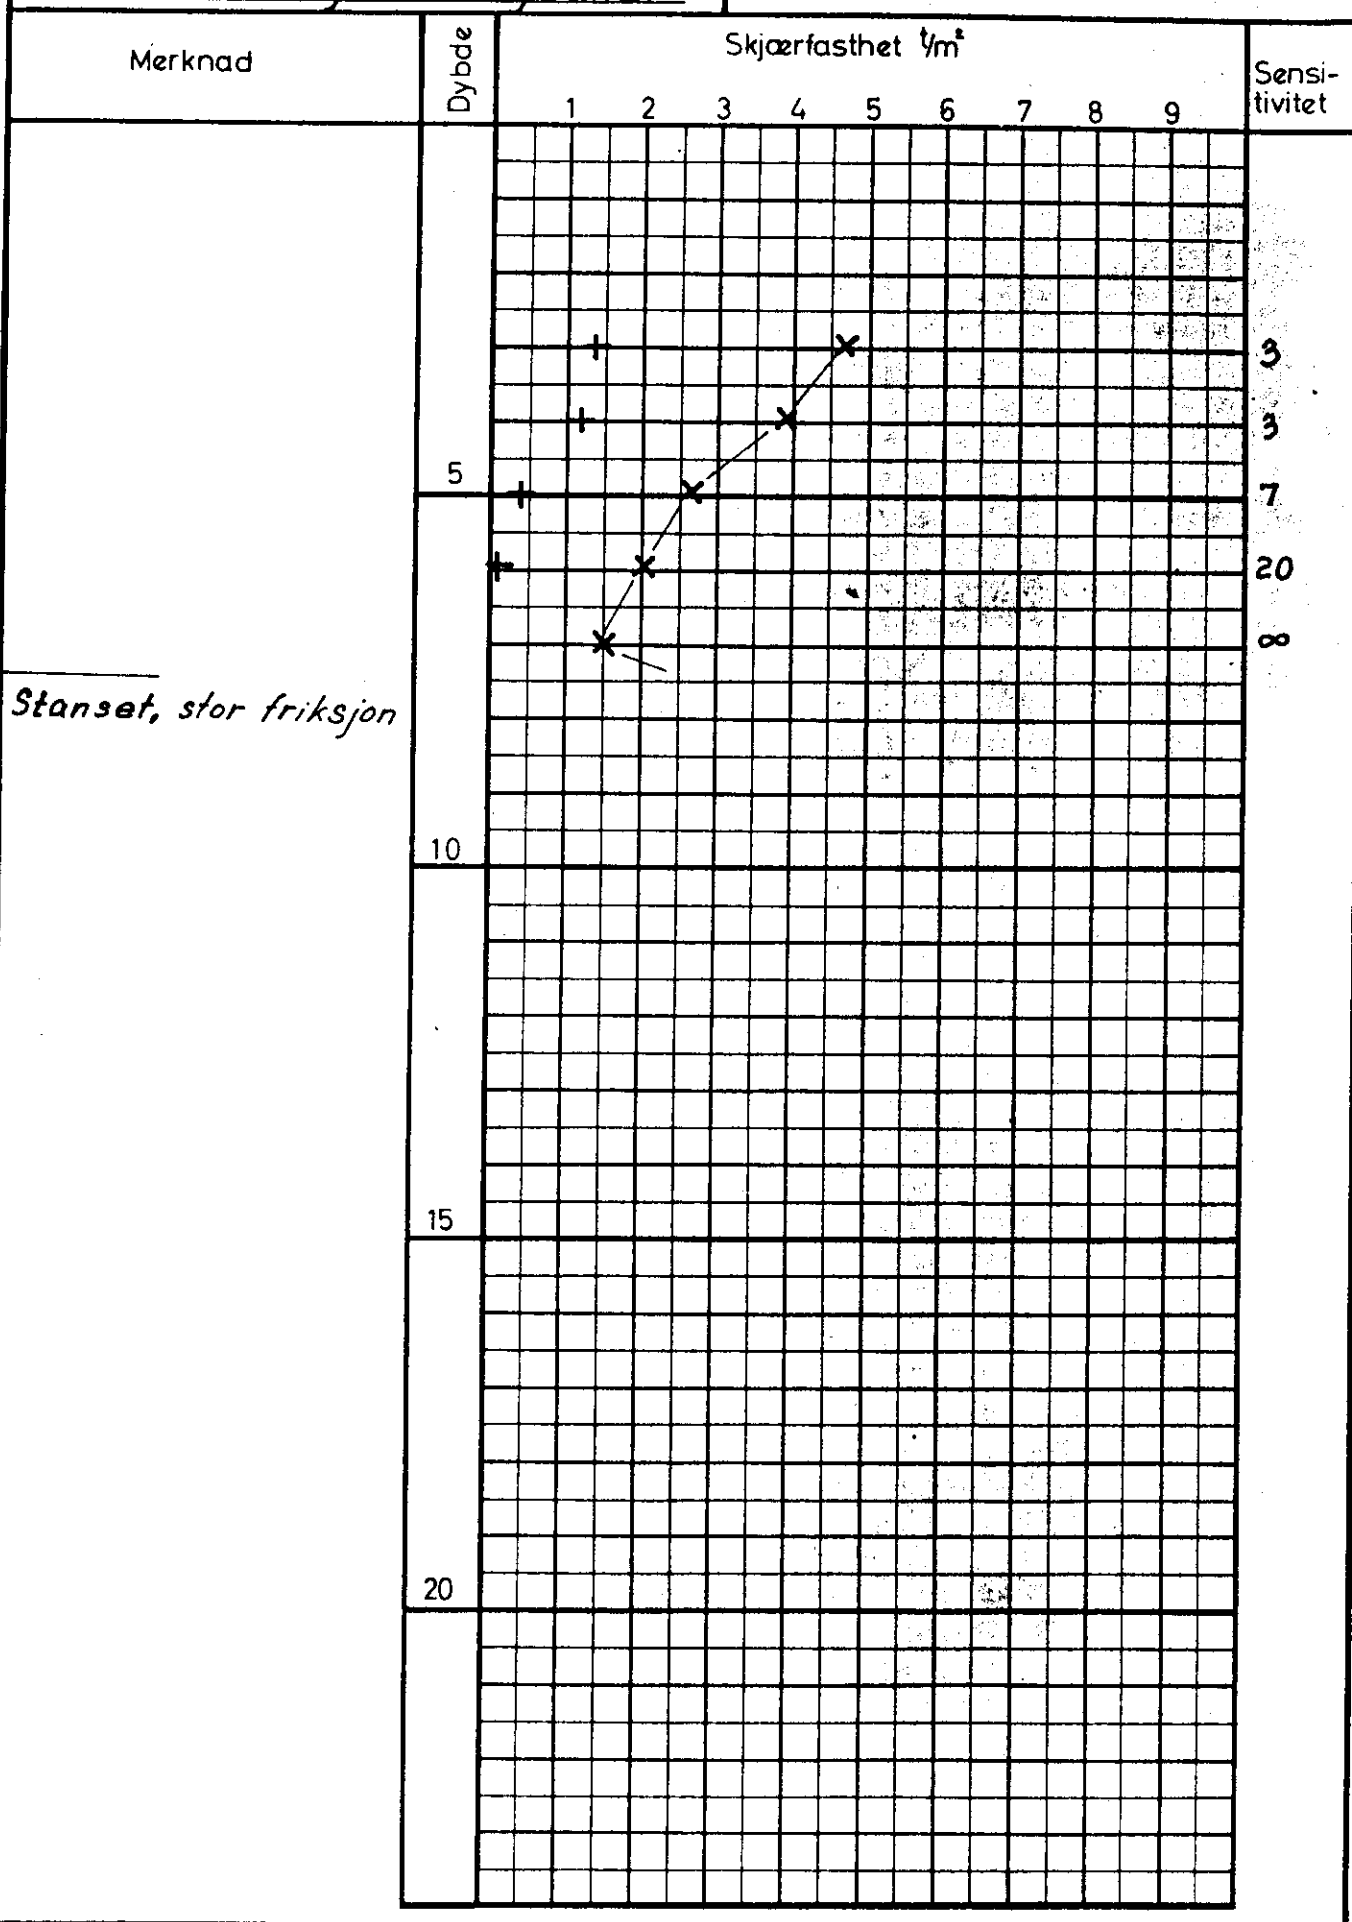 Merknad
Dybde
Skjærfasthet t/m²
Sensi-
tivitet
1 2 3 4 5 6 7 8 9
3
3
5
7
20
∞
Stanset, stor friksjon
10
15
20